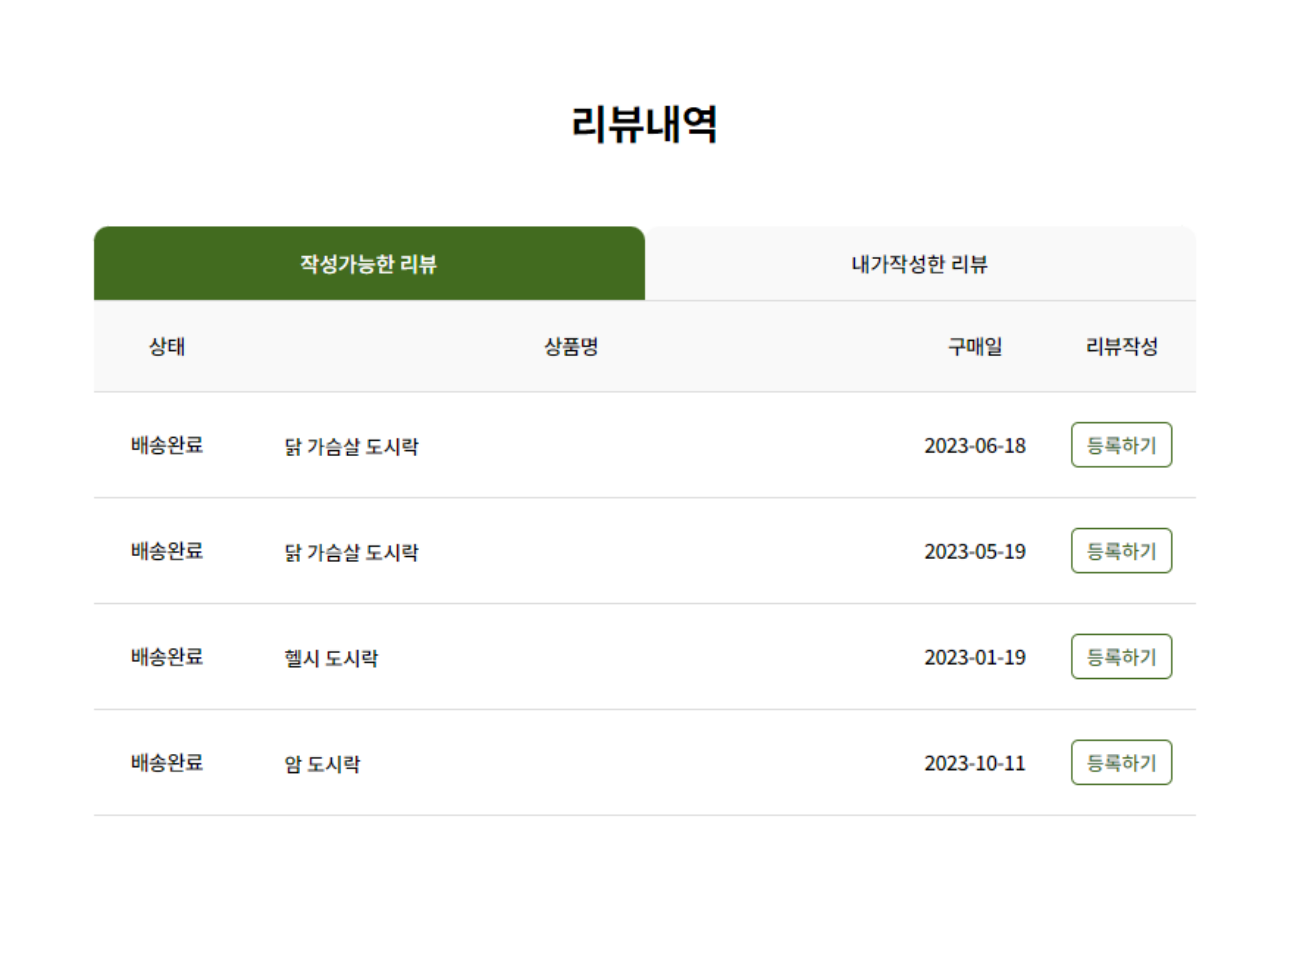 리뷰내역
작성가능한 리뷰 내가작성한 리뷰
상태 상품명 구매일 리뷰작성
배송완료 닭 가슴살 도시락 2023-06-18 등록하기
배송완료 닭 가슴살 도시락 2023-05-19 등록하기
배송완료 헬시 도시락 2023-01-19 등록하기
배송완료 암 도시락 2023-10-11 등록하기